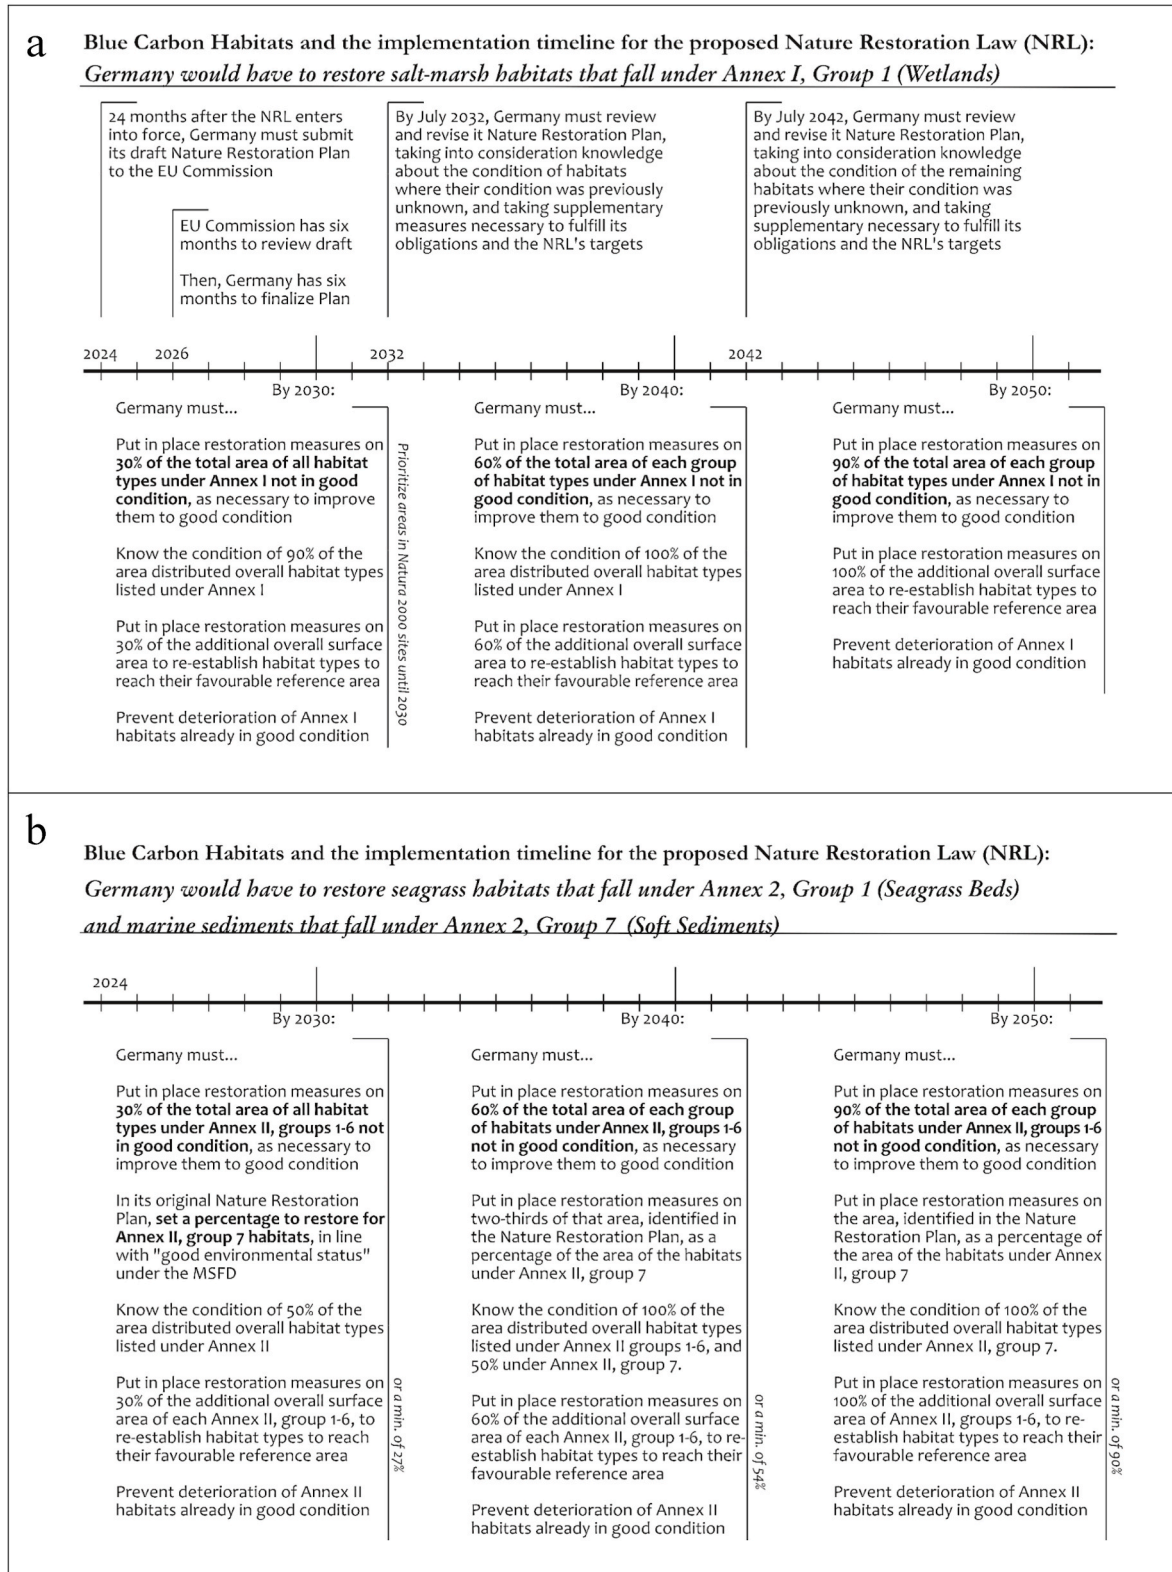 a
Blue Carbon Habitats and the implementation timeline for the proposed Nature Restoration Law (NRL):
Germany would have to restore salt-marsh habitats that fall under Annex I, Group 1 (Wetlands)
24 months after the NRL enters
into force, Germany must submit
its draft Nature Restoration Plan
to the EU Commission
EU Commission has six
months to review draft
Then, Germany has six
months to finalize Plan
By July 2032, Germany must review
and revise it Nature Restoration Plan,
taking into consideration knowledge
about the condition of habitats
where their condition was previously
unknown, and taking supplementary
measures necessary to fulfill its
obligations and the NRL's targets
By July 2042, Germany must review
and revise it Nature Restoration Plan,
taking into consideration knowledge
about the condition of the remaining
habitats where their condition was
previously unknown, and taking
supplementary necessary to fulfill its
obligations and the NRL's targets
2024 2026 2032 2042
By 2030:
Germany must...
Put in place restoration measures on
30% of the total area of all habitat
types under Annex I not in good
condition, as necessary to improve
them to good condition
Know the condition of 90% of the
area distributed overall habitat types
listed under Annex I
Put in place restoration measures on
30% of the additional overall surface
area to re-establish habitat types to
reach their favourable reference area
Prevent deterioration of Annex I
habitats already in good condition
Prioritize areas in Natura 2000 sites until 2030
By 2040:
Germany must...
Put in place restoration measures on
60% of the total area of each group
of habitat types under Annex I not in
good condition, as necessary to
improve them to good condition
Know the condition of 100% of the
area distributed overall habitat types
listed under Annex I
Put in place restoration measures on
60% of the additional overall surface
area to re-establish habitat types to
reach their favourable reference area
Prevent deterioration of Annex I
habitats already in good condition
By 2050:
Germany must...
Put in place restoration measures on
90% of the total area of each group
of habitat types under Annex I not in
good condition, as necessary to
improve them to good condition
Put in place restoration measures on
100% of the additional overall surface
area to re-establish habitat types to
reach their favourable reference area
Prevent deterioration of Annex I
habitats already in good condition
b
Blue Carbon Habitats and the implementation timeline for the proposed Nature Restoration Law (NRL):
Germany would have to restore seagrass habitats that fall under Annex 2, Group 1 (Seagrass Beds)
and marine sediments that fall under Annex 2, Group 7 (Soft Sediments)
2024
By 2030:
Germany must...
Put in place restoration measures on
30% of the total area of all habitat
types under Annex II, groups 1-6 not
in good condition, as necessary to
improve them to good condition
In its original Nature Restoration
Plan, set a percentage to restore for
Annex II, group 7 habitats, in line
with "good environmental status"
under the MSFD
Know the condition of 50% of the
area distributed overall habitat types
listed under Annex II
Put in place restoration measures on
30% of the additional overall surface
area of each Annex II, group 1-6, to
re-establish habitat types to reach
their favourable reference area
Prevent deterioration of Annex II
habitats already in good condition
or a min. of 27%
By 2040:
Germany must...
Put in place restoration measures on
60% of the total area of each group
of habitats under Annex II, groups 1-6
not in good condition, as necessary
to improve them to good condition
Put in place restoration measures on
two-thirds of that area, identified in
the Nature Restoration Plan, as a
percentage of the area of the habitats
under Annex II, group 7
Know the condition of 100% of the
area distributed overall habitat types
listed under Annex II groups 1-6, and
50% under Annex II, group 7.
Put in place restoration measures on
60% of the additional overall surface
area of each Annex II, group 1-6, to re-
establish habitat types to reach their
favourable reference area
Prevent deterioration of Annex II
habitats already in good condition
or a min. of 54%
By 2050:
Germany must...
Put in place restoration measures on
90% of the total area of each group
of habitats under Annex II, groups 1-6
not in good condition, as necessary
to improve them to good condition
Put in place restoration measures on
the area, identified in the Nature
Restoration Plan, as a percentage of
the area of the habitats under Annex
II, group 7
Know the condition of 100% of the
area distributed overall habitat types
listed under Annex II, group 7.
Put in place restoration measures on
100% of the additional overall surface
area of Annex II, groups 1-6, to re-
establish habitat types to reach their
favourable reference area
Prevent deterioration of Annex II
habitats already in good condition
or a min. of 90%